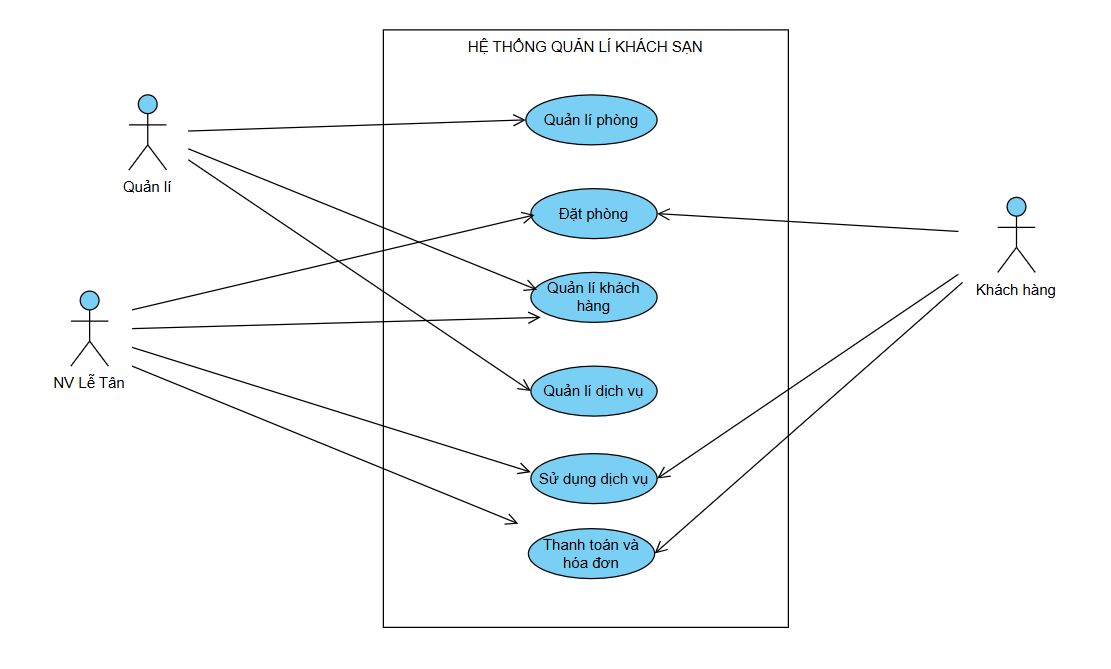 HỆ THỐNG QUẢN LÍ KHÁCH SẠN
Quản lí phòng
Quản lí
Đặt phòng
Khách hàng
Quản lí khách
hàng
NV Lễ Tân
Quản lí dịch vụ
Sử dụng dịch vụ
Thanh toán và
hóa đơn